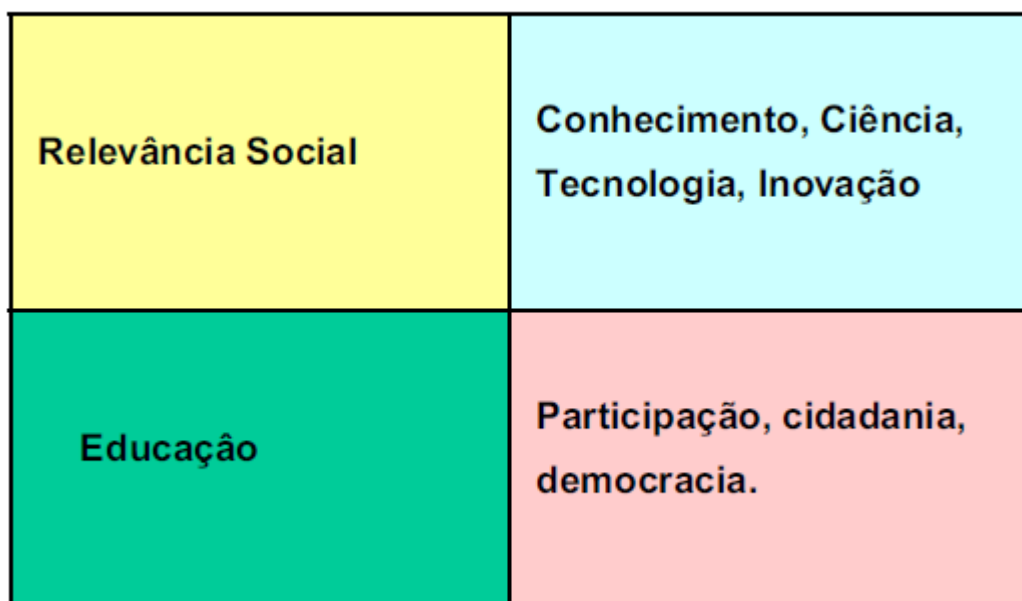 Relevância Social
Conhecimento, Ciência,
Tecnologia, Inovação
Educaçâo
Participação, cidadania,
democracia.